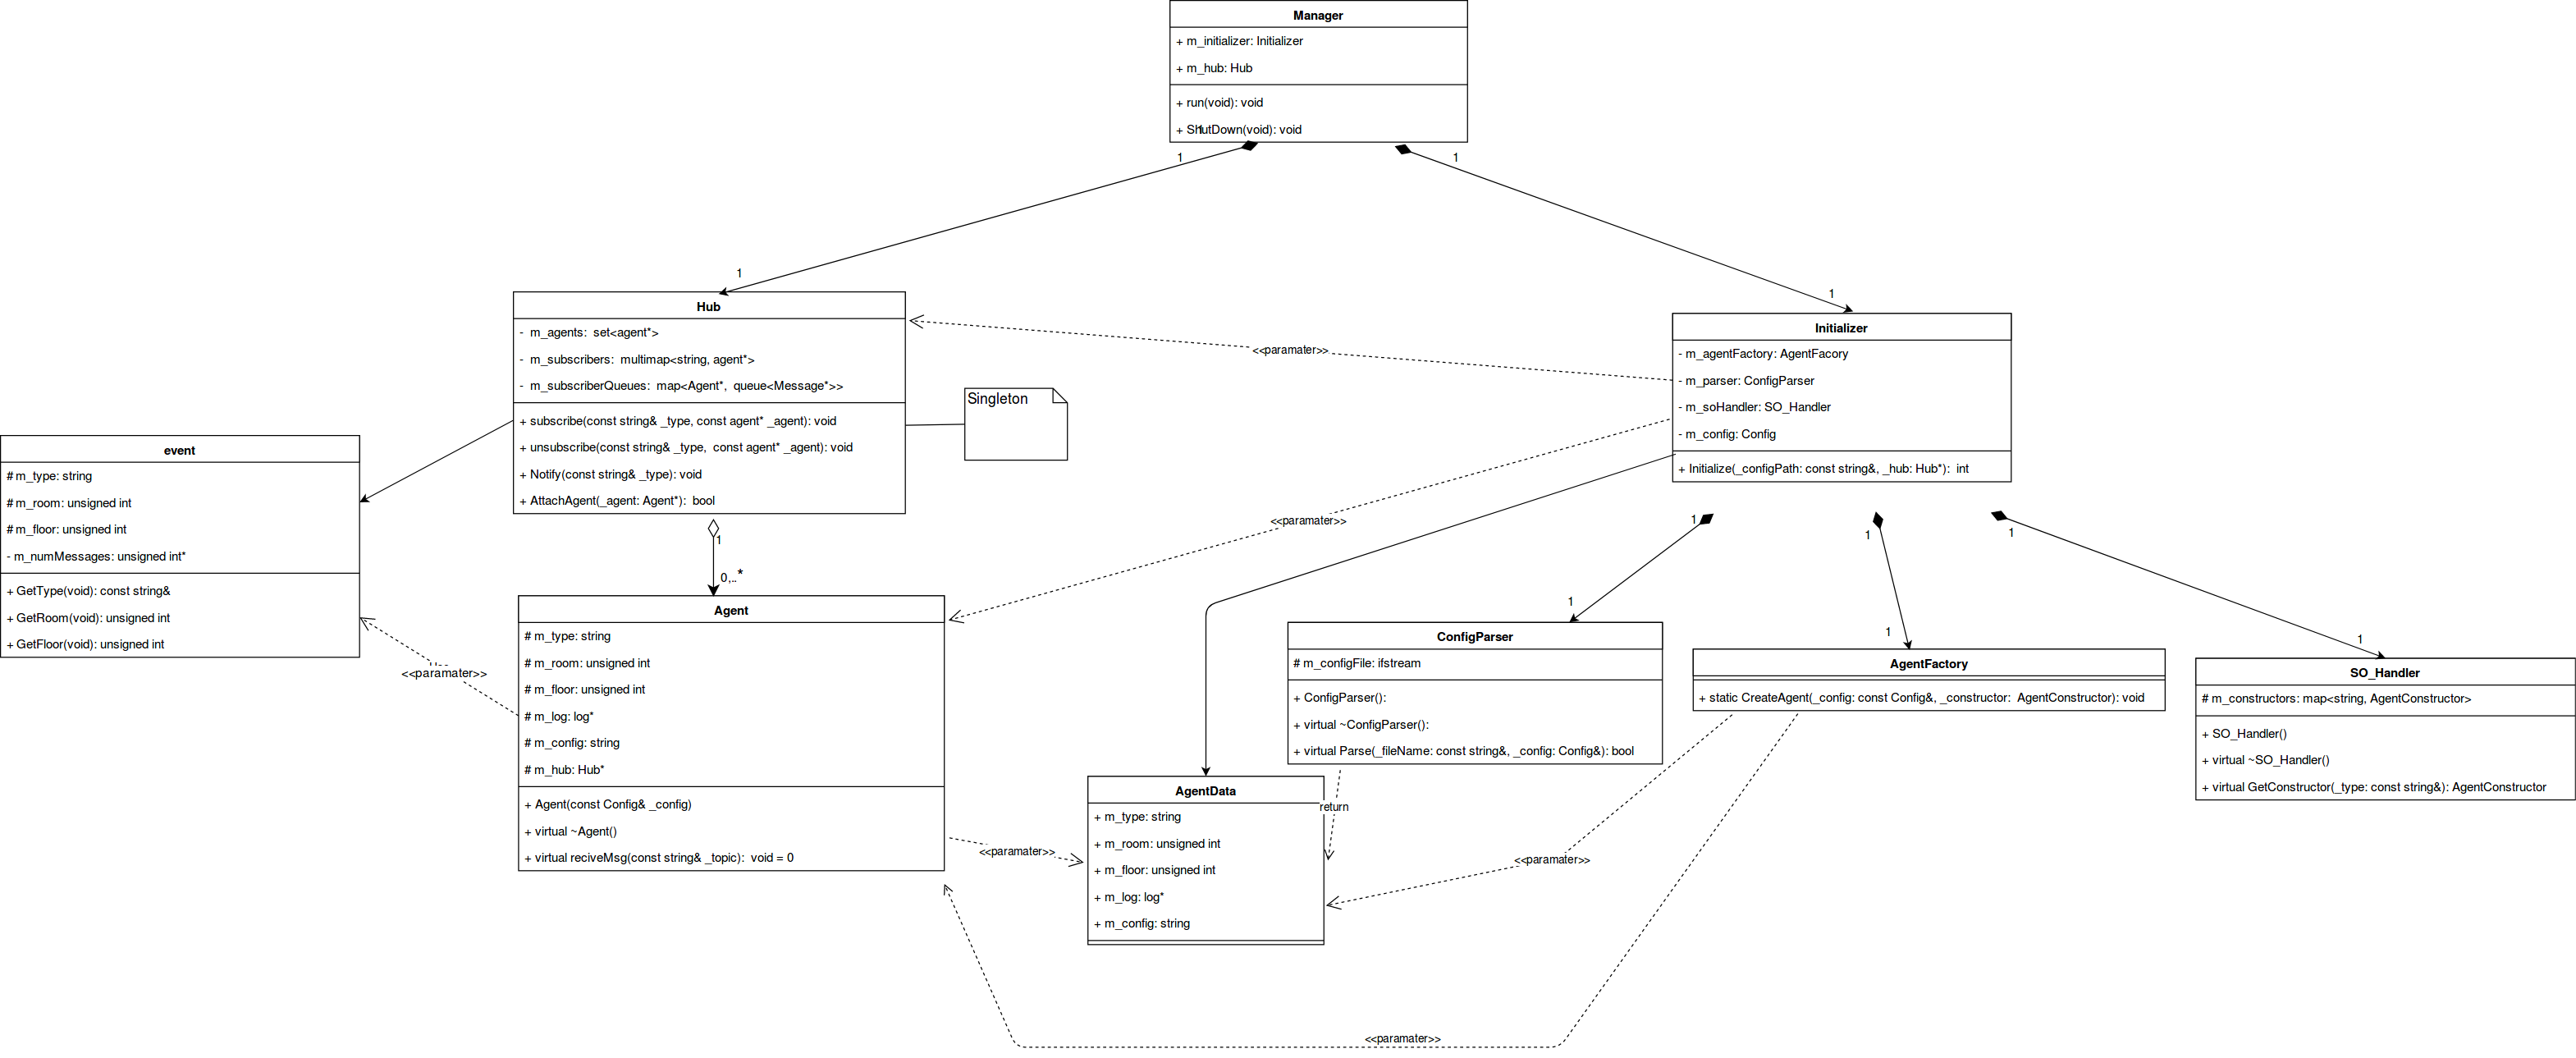 Manager
+ m_initializer: Initializer
+ m_hub: Hub
+ run(void): void
+ ShutDown(void): void
1
1
1
1
1
Hub
- m_agents: set<agent*>
- m_subscribers: multimap<string, agent*>
- m_subscriberQueues: map<Agent*, queue<Message*>>
+ subscribe(const string& _type, const agent* _agent): void
+ unsubscribe(const string& _type, const agent* _agent): void
+ Notify(const string& _type): void
+ AttachAgent(_agent: Agent*): bool
Singleton
<<paramater>>
Initializer
- m_agentFactory: AgentFacory
- m_parser: ConfigParser
- m_soHandler: SO_Handler
- m_config: Config
+ Initialize(_configPath: const string&, _hub: Hub*): int
event
# m_type: string
# m_room: unsigned int
# m_floor: unsigned int
- m_numMessages: unsigned int*
+ GetType(void): const string&
+ GetRoom(void): unsigned int
+ GetFloor(void): unsigned int
<<paramater>>
1
0,..*
<<paramater>>
1
1
1
1
1
1
Agent
# m_type: string
# m_room: unsigned int
# m_floor: unsigned int
# m_log: log*
# m_config: string
# m_hub: Hub*
+ Agent(const Config& _config)
+ virtual ~Agent()
+ virtual reciveMsg(const string& _topic): void = 0
<<paramater>>
ConfigParser
# m_configFile: ifstream
+ ConfigParser():
+ virtual ~ConfigParser():
+ virtual Parse(_fileName: const string&, _config: Config&): bool
return
AgentFactory
+ static CreateAgent(_config: const Config&, _constructor: AgentConstructor): void
SO_Handler
# m_constructors: map<string, AgentConstructor>
+ SO_Handler()
+ virtual ~SO_Handler()
+ virtual GetConstructor(_type: const string&): AgentConstructor
AgentData
+ m_type: string
+ m_room: unsigned int
+ m_floor: unsigned int
+ m_log: log*
+ m_config: string
<<paramater>>
<<paramater>>